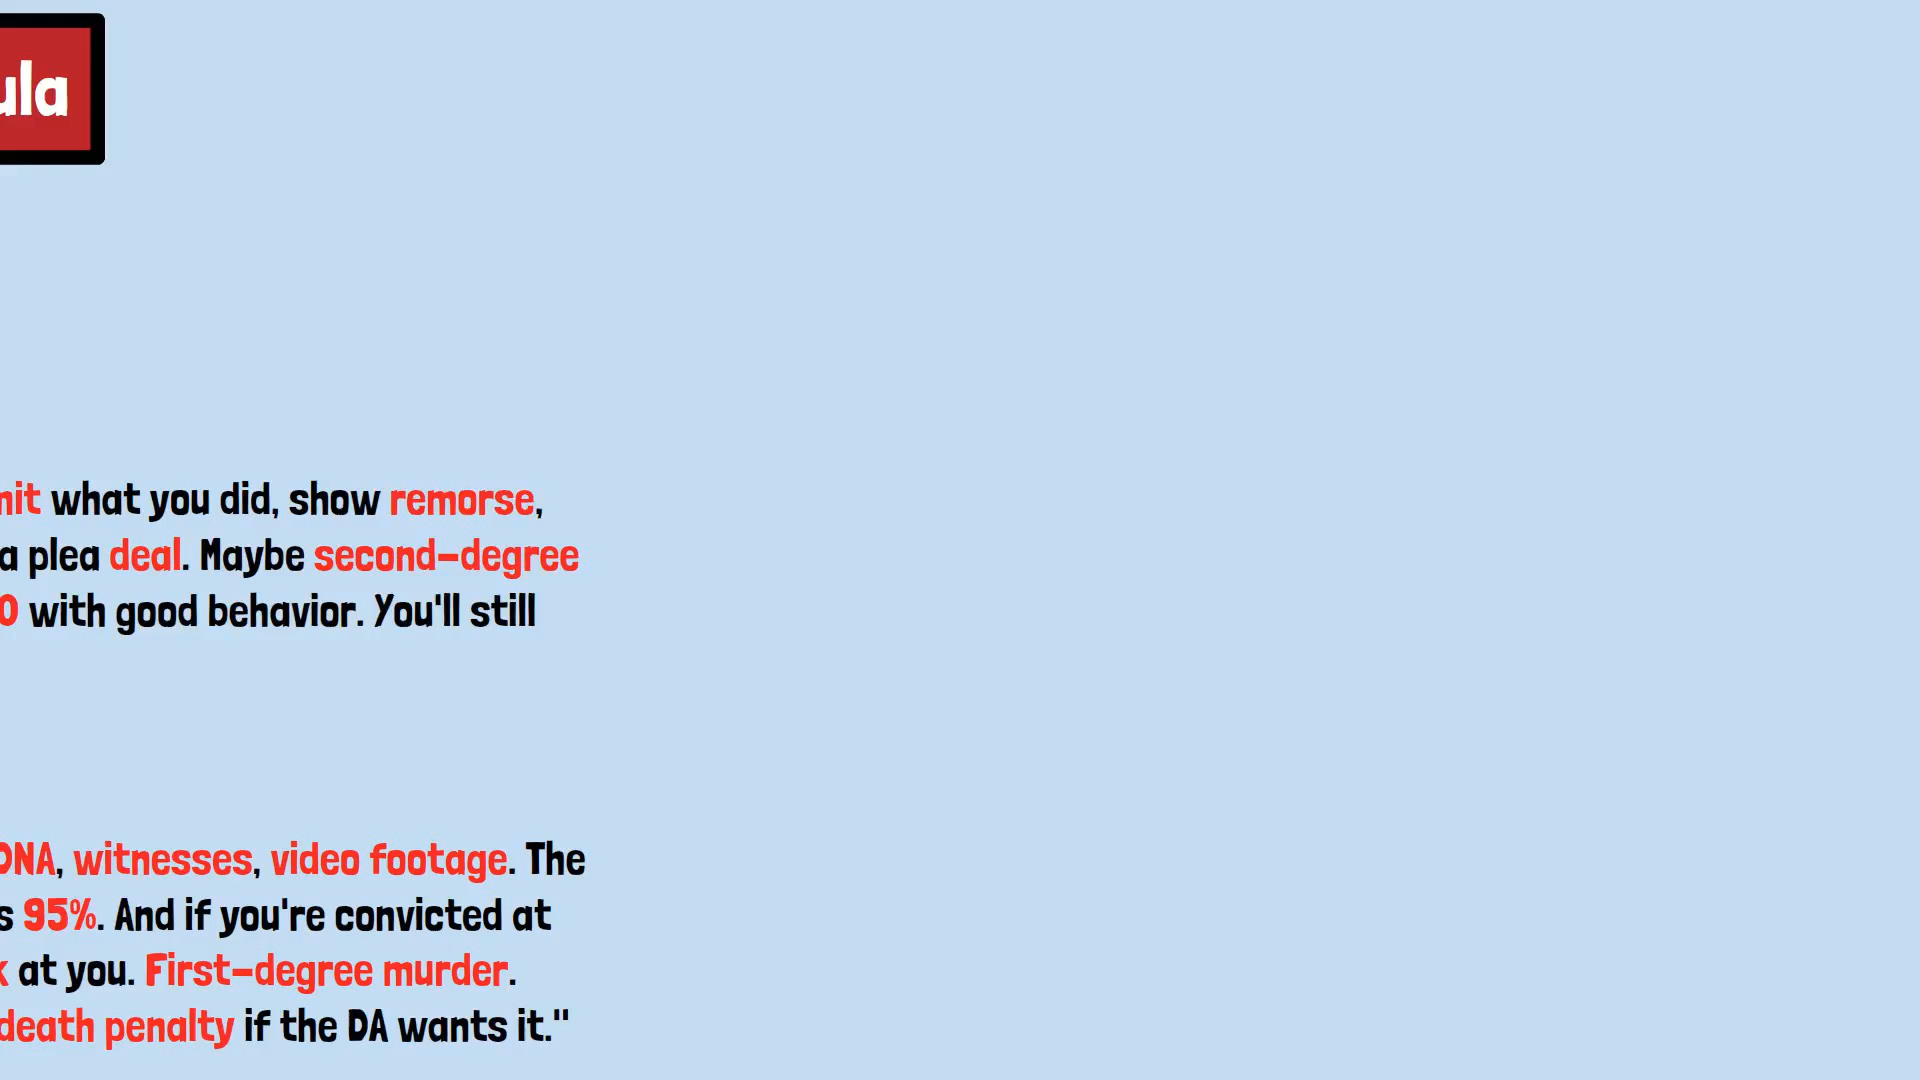 ula
mit what you did, show remorse,
a plea deal. Maybe second-degree
0 with good behavior. You'll still
DNA, witnesses, video footage. The
s 95%. And if you're convicted at
k at you. First-degree murder.
death penalty if the DA wants it."